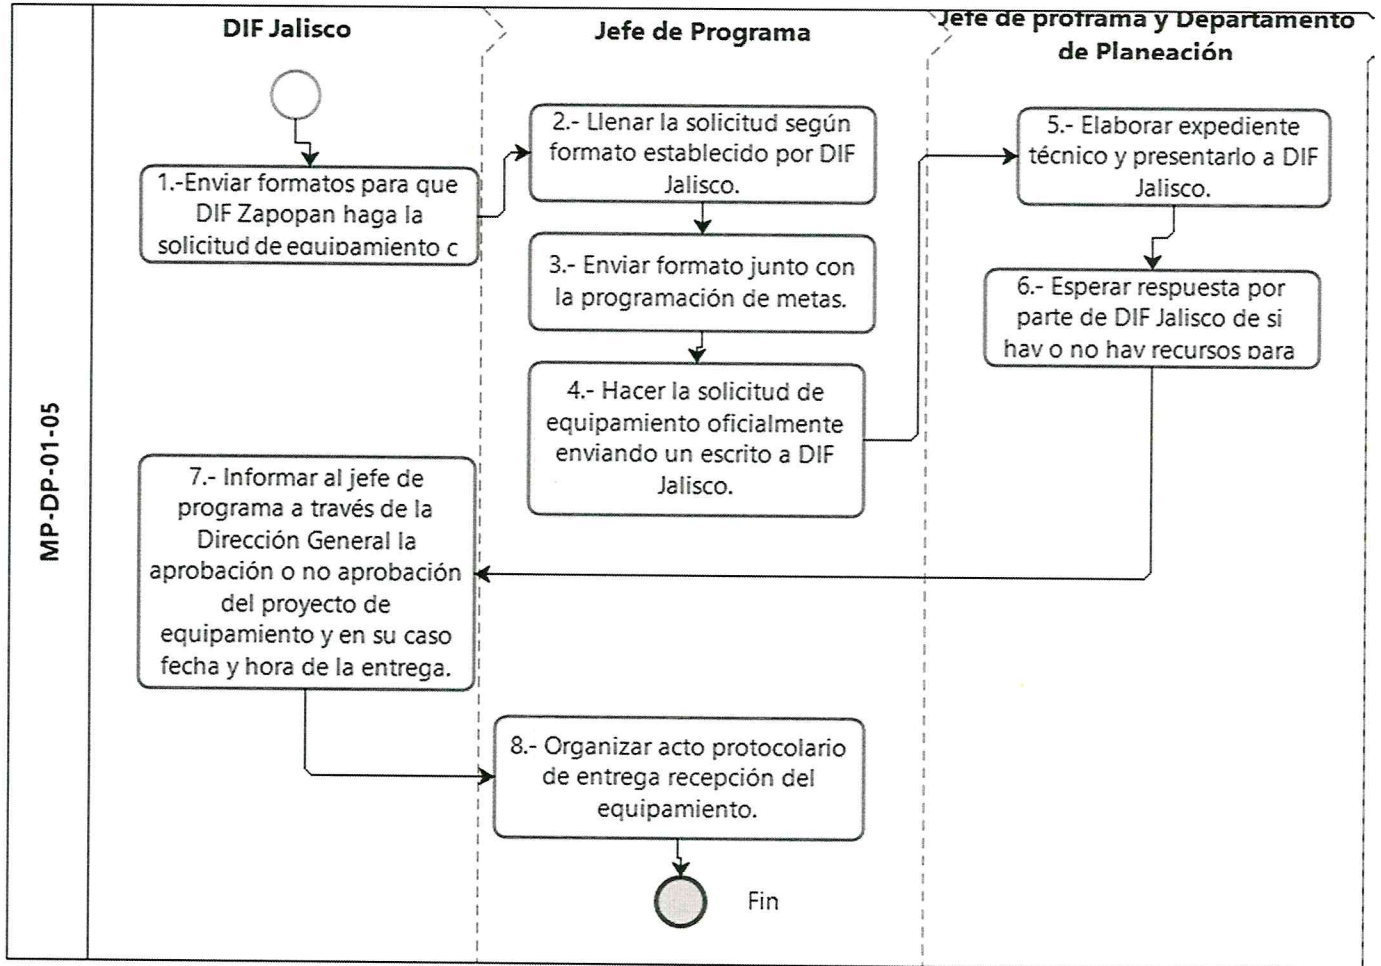 DIF Jalisco
Jefe de Programa
Jefe de proframa y Departamento
de Planeación
MP-DP-01-05
1.-Enviar formatos para que
DIF Zapopan haga la
solicitud de equipamiento c
2.- Llenar la solicitud según
formato establecido por DIF
Jalisco.
3.- Enviar formato junto con
la programación de metas.
4.- Hacer la solicitud de
equipamiento oficialmente
enviando un escrito a DIF
Jalisco.
5.- Elaborar expediente
técnico y presentarlo a DIF
Jalisco.
6.- Esperar respuesta por
parte de DIF Jalisco de si
hay o no hay recursos para
7.- Informar al jefe de
programa a través de la
Dirección General la
aprobación o no aprobación
del proyecto de
equipamiento y en su caso
fecha y hora de la entrega.
8.- Organizar acto protocolario
de entrega recepción del
equipamiento.
Fin